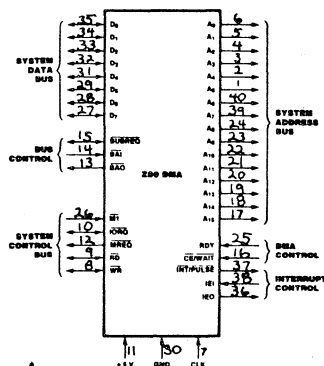 35 D0 A0 6
34 D1 A1 5
33 D2 A2 4
SYSTEM DATA BUS
32 D3 A3 3
31 D4 A4 2
29 D5 A5 1
28 D6 A6 40
27 D7 A7 39
A8 24
SYSTEM ADDRESS BUS
A9 23
15 BUSREQ A10 22
BUS CONTROL
14 BAI A11 21
13 BAO A12 20
Z80 DMA
A13 19
A14 18
A15 17
26 M1
SYSTEM CONTROL BUS
10 IORQ RDY 25
DMA CONTROL
12 MREQ CE/WAIT 16
9 RD INT/PULSE 37
8 WR IEI 38
INTERRUPT CONTROL
IEO 36
11 30 7
+5V GND CLK